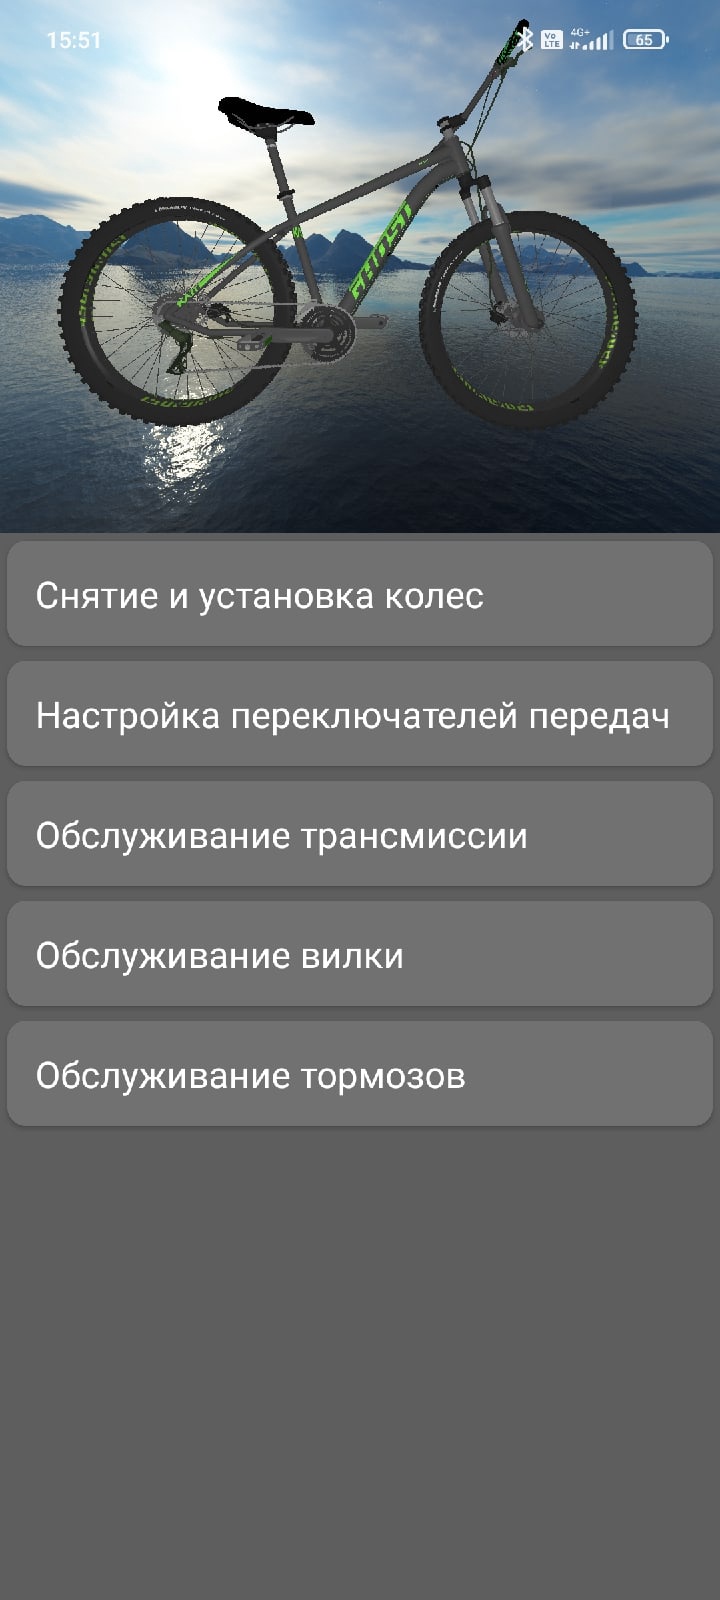 15:51
Vo LTE
4G+
65
GHOST
KATO
Снятие и установка колес
Настройка переключателей передач
Обслуживание трансмиссии
Обслуживание вилки
Обслуживание тормозов